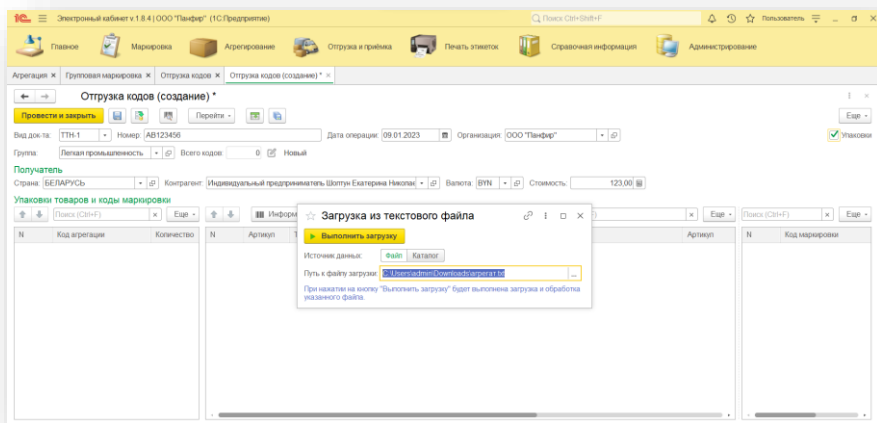 1С Электронный кабинет v.1.8.4 | ООО "Панфир" (1С:Предприятие) Поиск Ctrl+Shift+F Пользователь
Главное Маркировка Агрегирование Отгрузка и приёмка Печать этикеток Справочная информация Администрирование
Агрегация × Групповая маркировка × Отгрузка кодов × Отгрузка кодов (создание) * ×
Отгрузка кодов (создание) *
Провести и закрыть Перейти Еще
Вид док-та: ТТН-1 Номер: АВ123456 Дата операции: 09.01.2023 Организация: ООО "Панфир" Упаковки
Группа: Легкая промышленность Всего кодов: 0 Новый
Получатель
Страна: БЕЛАРУСЬ Контрагент: Индивидуальный предприниматель Шолтун Екатерина Николае Валюта: BYN Стоимость: 123,00
Упаковки товаров и коды маркировки
Поиск (Ctrl+F) × Еще Информ × Еще Поиск (Ctrl+F) × Еще
N Код агрегации Количество N Артикул Артикул N Код маркировки
Загрузка из текстового файла
Выполнить загрузку
Источник данных: Файл Каталог
Путь к файлу загрузки: C:\Users\admin\Downloads\агрегат.txt ...
При нажатии на кнопку "Выполнить загрузку" будет выполнена загрузка и обработка
указанного файла.